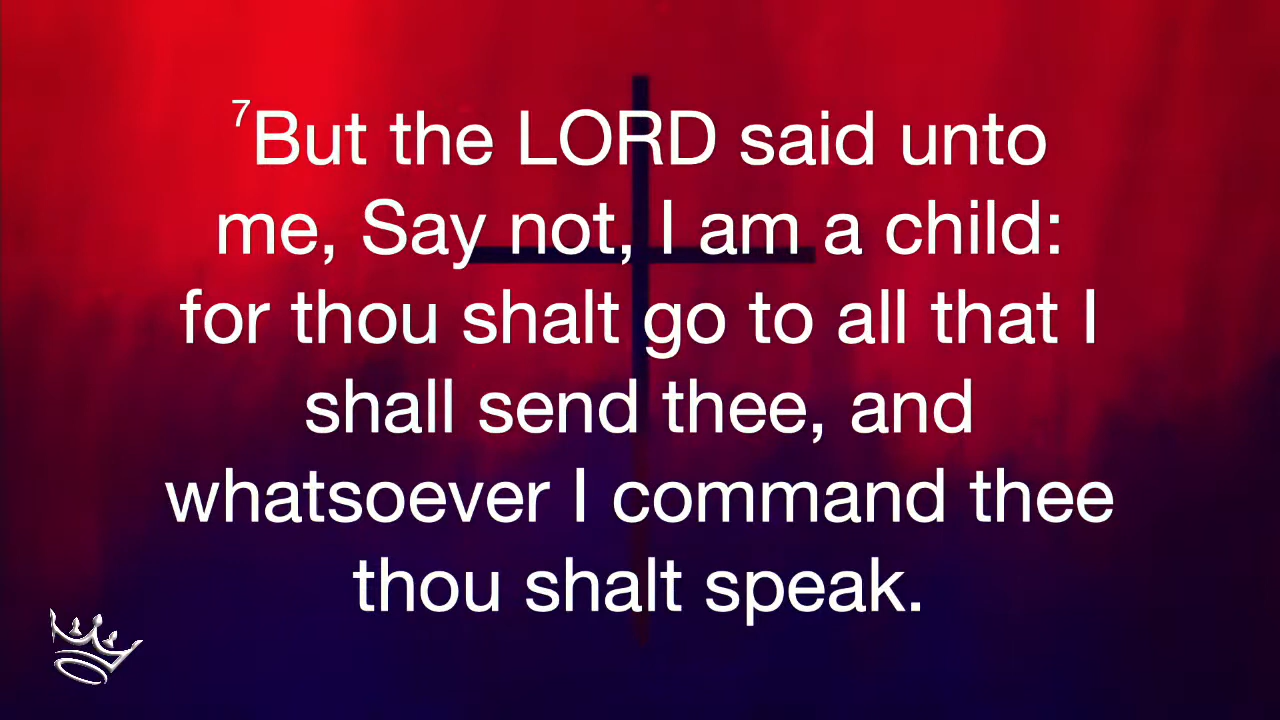 ⁷But the LORD said unto
me, Say not, I am a child:
for thou shalt go to all that I
shall send thee, and
whatsoever I command thee
thou shalt speak.